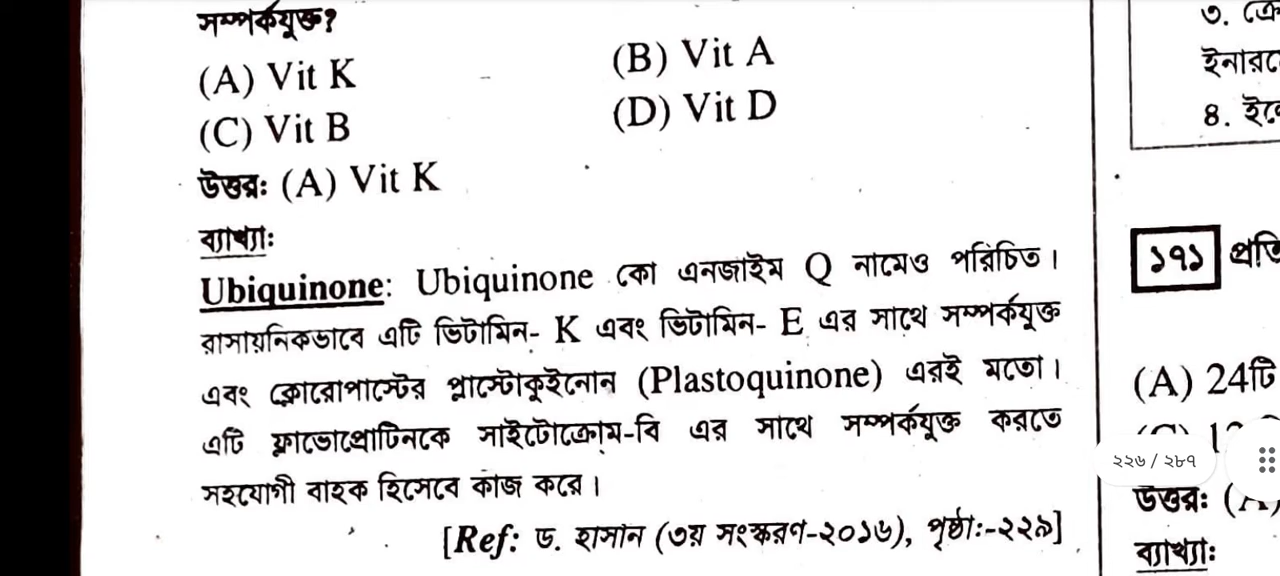 সম্পর্কযুক্ত?
(A) Vit K
(B) Vit A
(C) Vit B
(D) Vit D
উত্তর: (A) Vit K
ব্যাখ্যা:
Ubiquinone: Ubiquinone কো এনজাইম Q নামেও পরিচিত।
রাসায়নিকভাবে এটি ভিটামিন- K এবং ভিটামিন- E এর সাথে সম্পর্কযুক্ত
এবং ক্লোরোপাস্টের প্লাস্টোকুইনোন (Plastoquinone) এরই মতো।
এটি ফ্লাভোপ্রোটিনকে সাইটোক্রোম-বি এর সাথে সম্পর্কযুক্ত করতে
সহযোগী বাহক হিসেবে কাজ করে।
[Ref: ড. হাসান (৩য় সংস্করণ-২০১৬), পৃষ্ঠা:-২২৯]
৩.
৪.
১৭১
(A) 24টি
২২৬ / ২৮৭
উত্তর: (A)
ব্যাখ্যা: